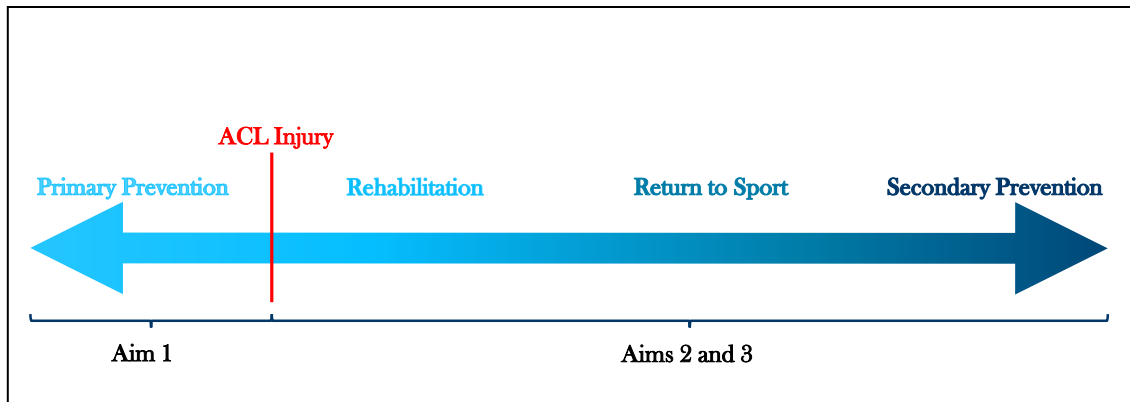 ACL Injury
Primary Prevention
Rehabilitation
Return to Sport
Secondary Prevention
Aim 1
Aims 2 and 3